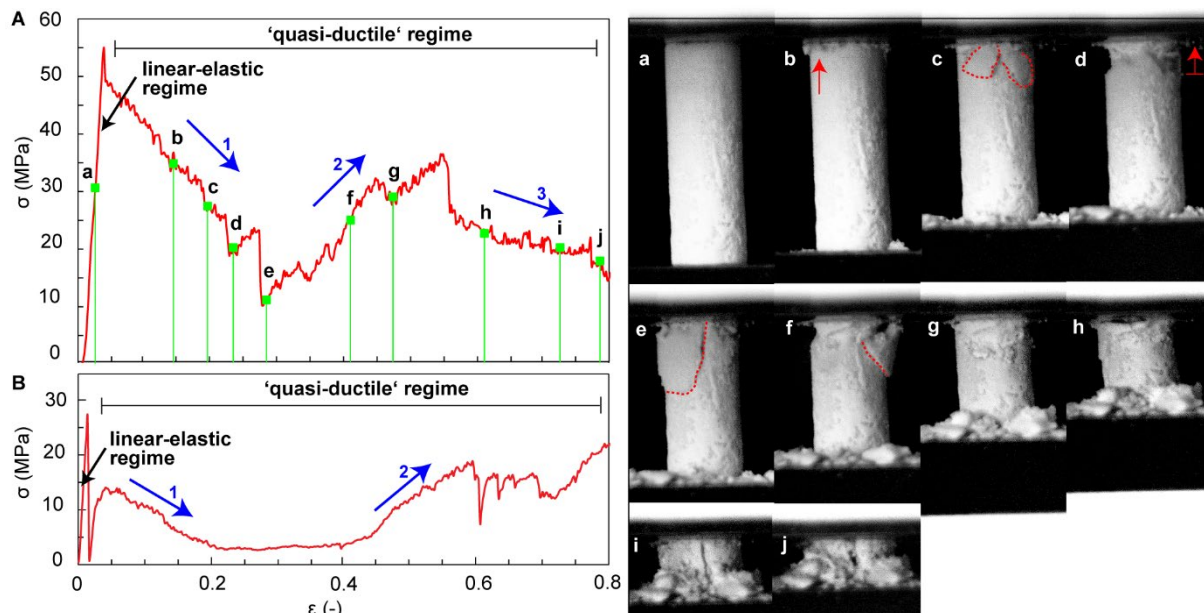 A
60
50
40
30
20
10
0
σ (MPa)
'quasi-ductile' regime
linear-elastic
regime
a
b
c
d
e
f
g
h
i
j
1
2
3
B
30
20
10
0
σ (MPa)
'quasi-ductile' regime
linear-elastic
regime
1
2
0
0.2
0.4
0.6
0.8
ε (-)
a
b
c
d
e
f
g
h
i
j